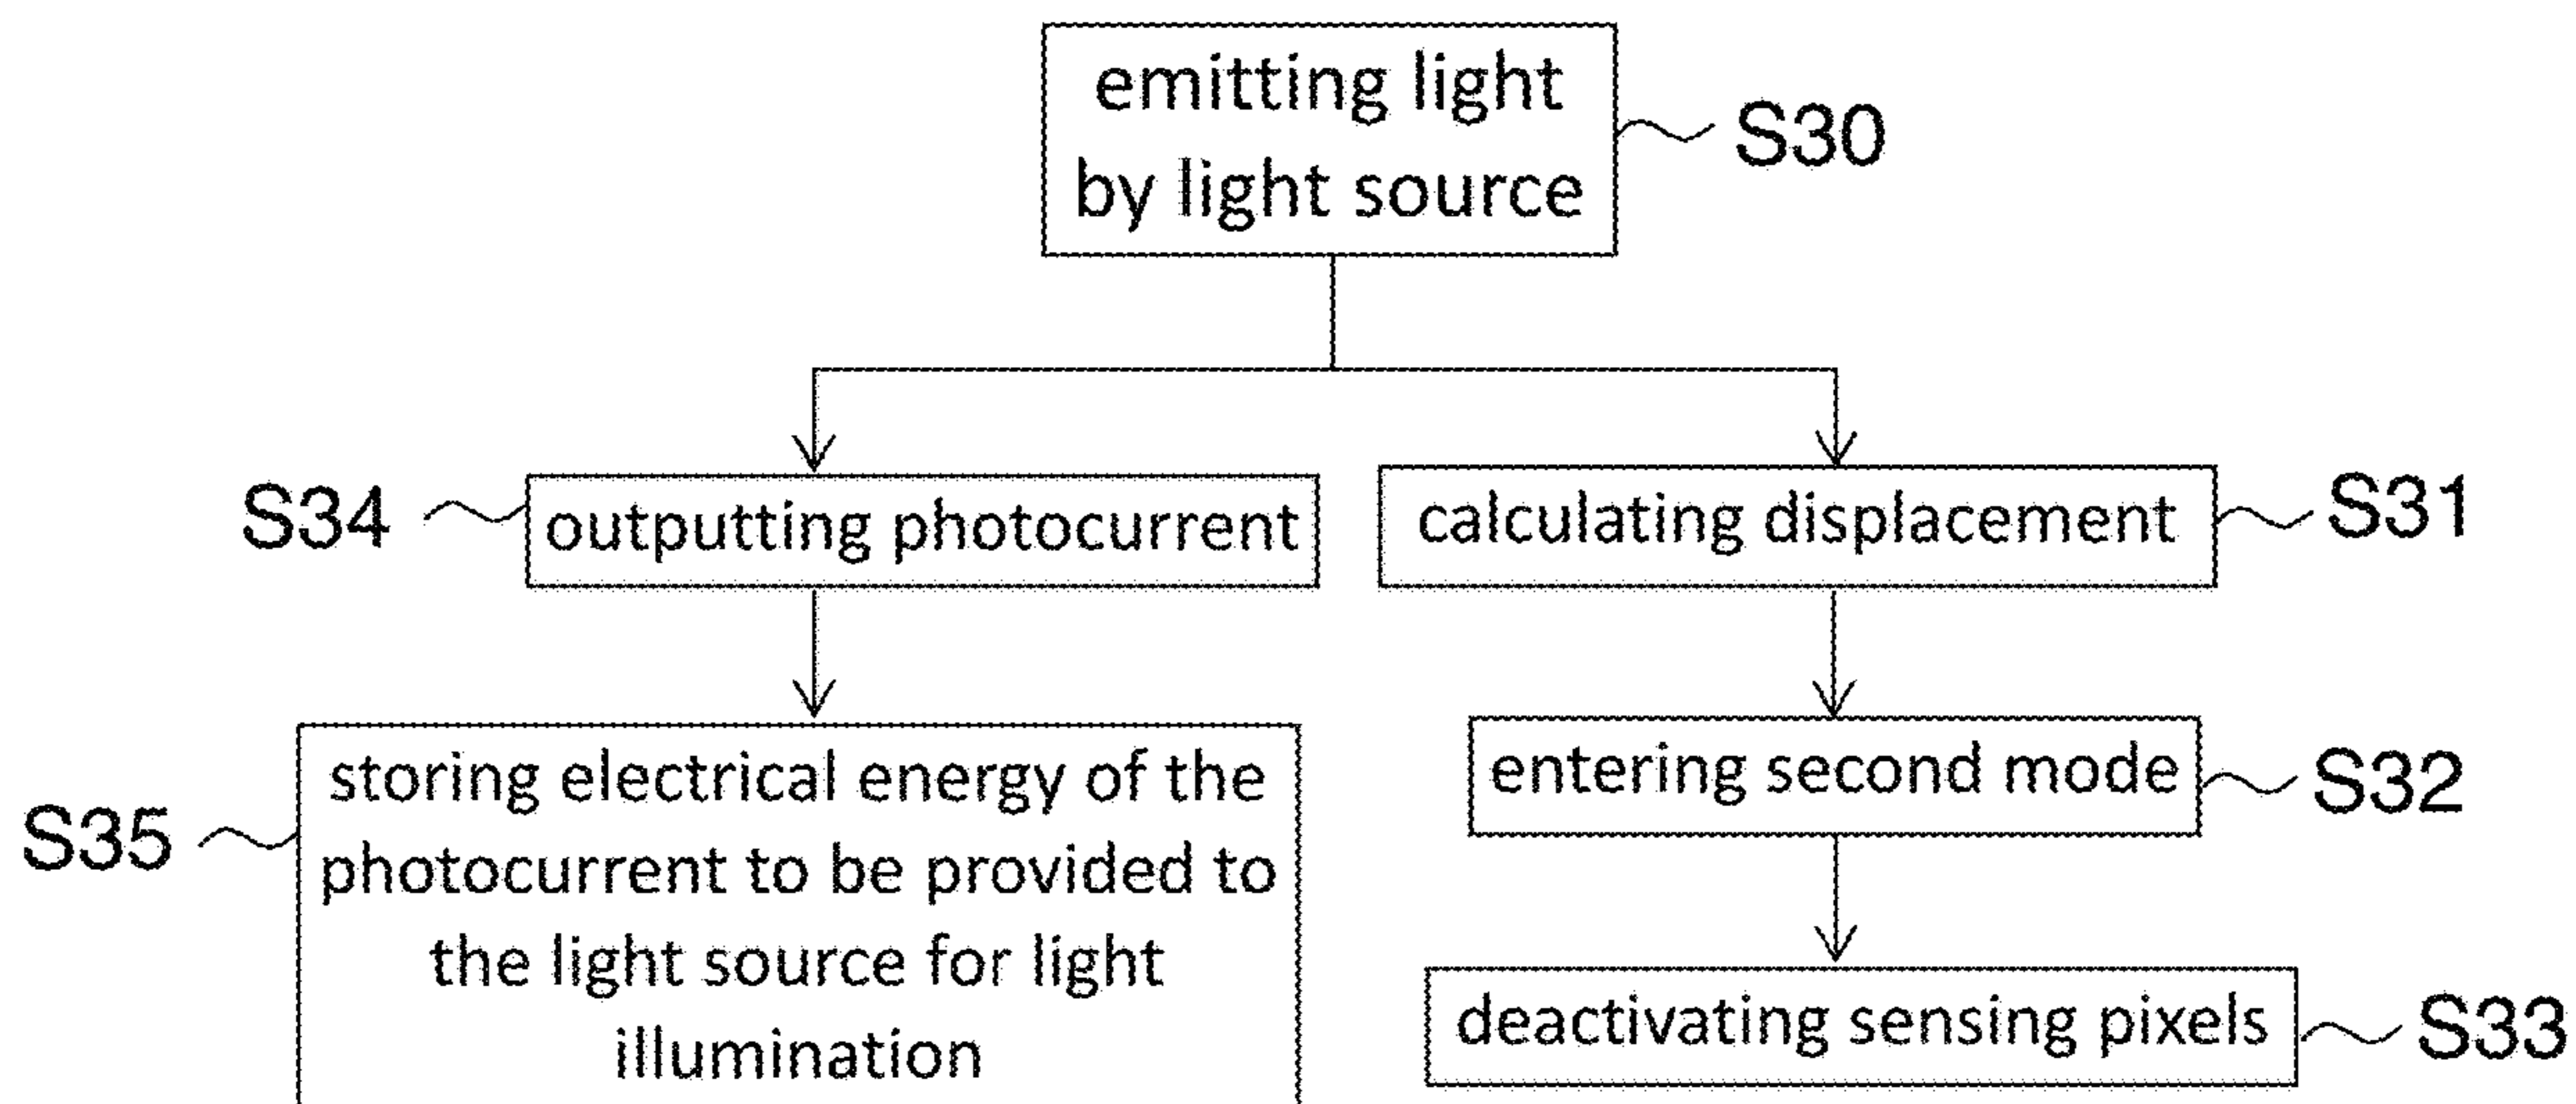 emitting light
by light source
S30
S34
outputting photocurrent
calculating displacement
S31
S35
storing electrical energy of the
photocurrent to be provided to
the light source for light
illumination
entering second mode
S32
deactivating sensing pixels
S33